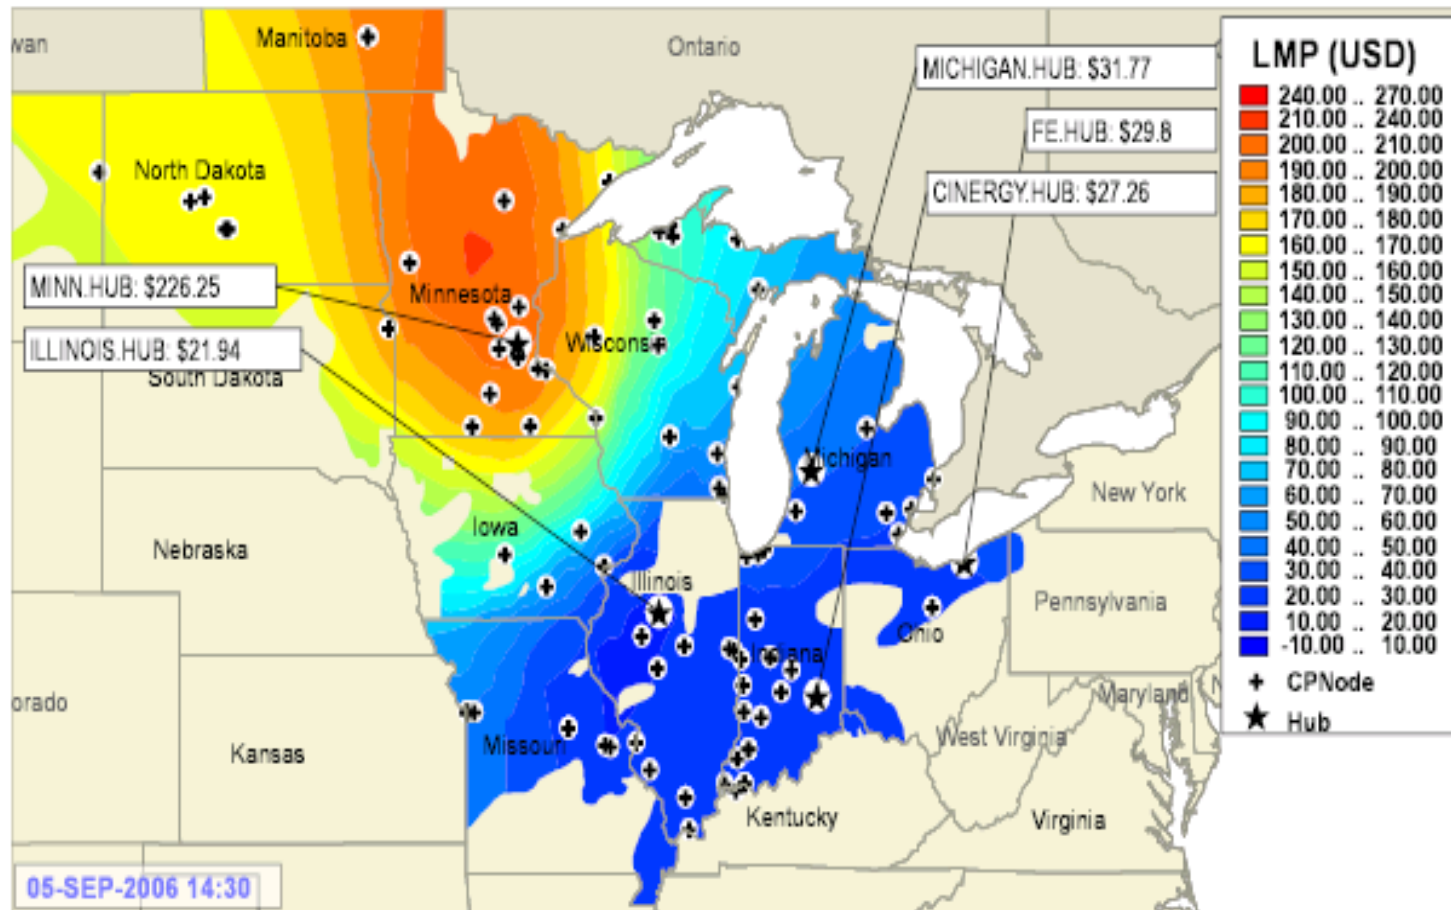 wan
Manitoba
Ontario
MICHIGAN.HUB: $31.77
FE.HUB: $29.8
CINERGY.HUB: $27.26
North Dakota
MINN.HUB: $226.25
Minnesota
ILLINOIS.HUB: $21.94
Wisconsin
South Dakota
Michigan
New York
Iowa
Nebraska
Illinois
Pennsylvania
Ohio
Indiana
Maryland
N
orado
West Virginia
Missouri
Kansas
Kentucky
Virginia
05-SEP-2006 14:30
LMP (USD)
240.00 .. 270.00
210.00 .. 240.00
200.00 .. 210.00
190.00 .. 200.00
180.00 .. 190.00
170.00 .. 180.00
160.00 .. 170.00
150.00 .. 160.00
140.00 .. 150.00
130.00 .. 140.00
120.00 .. 130.00
110.00 .. 120.00
100.00 .. 110.00
90.00 .. 100.00
80.00 .. 90.00
70.00 .. 80.00
60.00 .. 70.00
50.00 .. 60.00
40.00 .. 50.00
30.00 .. 40.00
20.00 .. 30.00
10.00 .. 20.00
-10.00 .. 10.00
CPNode
Hub